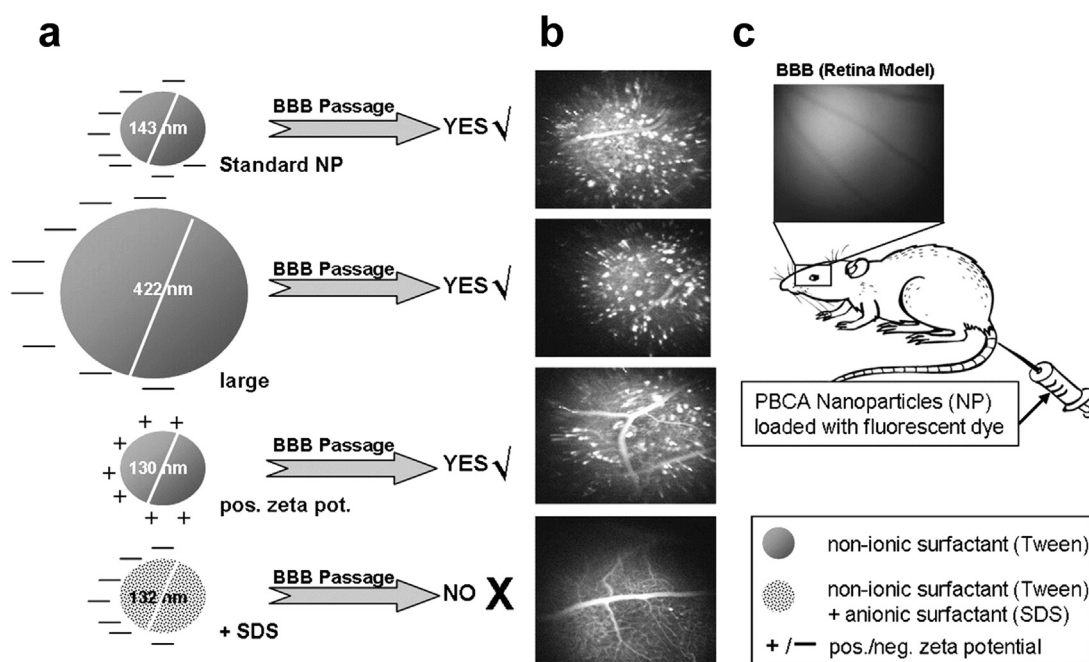 a
143 nm
BBB Passage
YES √
Standard NP
422 nm
BBB Passage
YES √
large
130 nm
BBB Passage
YES √
pos. zeta pot.
132 nm
BBB Passage
NO X
+ SDS
b
c
BBB (Retina Model)
PBCA Nanoparticles (NP)
loaded with fluorescent dye
non-ionic surfactant (Tween)
non-ionic surfactant (Tween)
+ anionic surfactant (SDS)
+ / — pos./neg. zeta potential